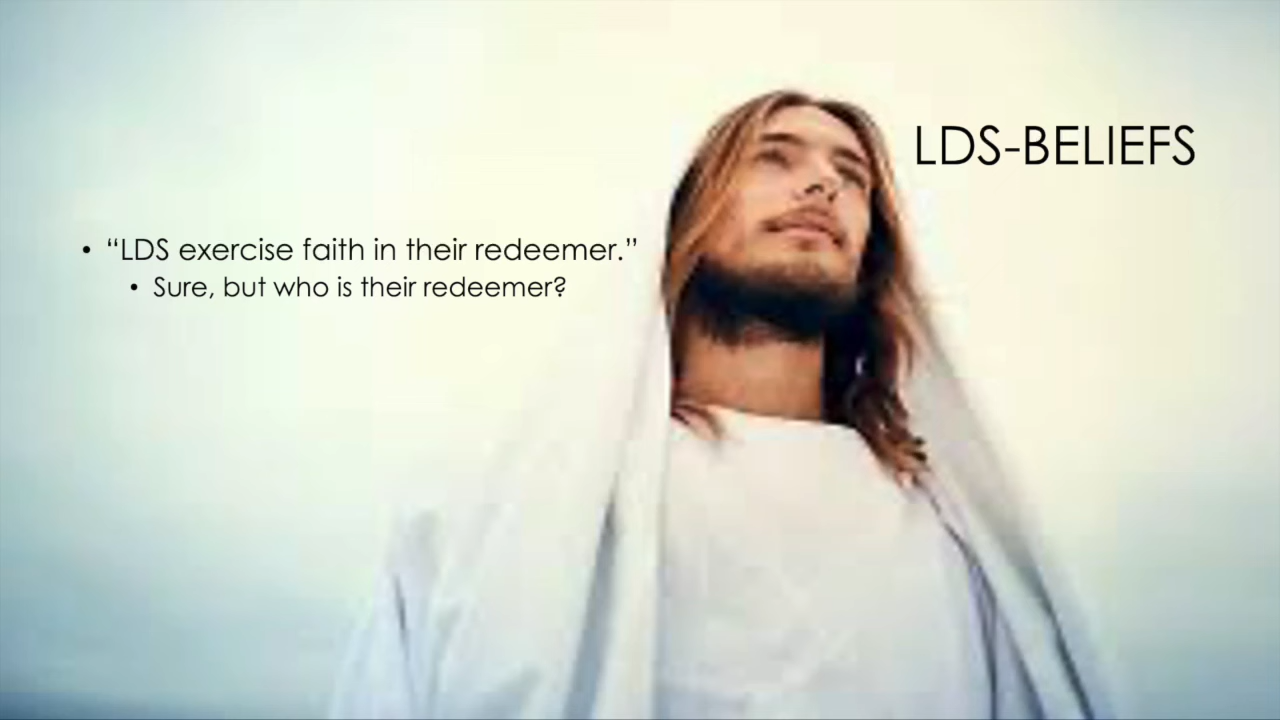 LDS-BELIEFS
• “LDS exercise faith in their redeemer.”
• Sure, but who is their redeemer?